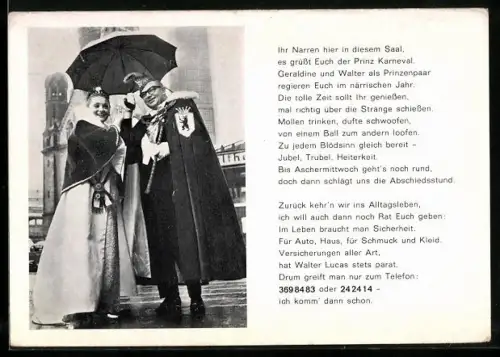 Ihr Narren hier in diesem Saal,
es grüßt Euch der Prinz Karneval.
Geraldine und Walter als Prinzenpaar
regieren Euch im närrischen Jahr.
Die tolle Zeit sollt Ihr genießen,
mal richtig über die Stränge schießen.
Mollen trinken, dufte schwoofen,
von einem Ball zum andern loofen.
Zu jedem Blödsinn gleich bereit -
Jubel, Trubel, Heiterkeit.
Bis Aschermittwoch geht's noch rund,
doch dann schlägt uns die Abschiedsstund.
Zurück kehr'n wir ins Alltagsleben,
ich will auch dann noch Rat Euch geben:
Im Leben braucht man Sicherheit.
Für Auto, Haus, für Schmuck und Kleid.
Versicherungen aller Art,
hat Walter Lucas stets parat.
Drum greift man nur zum Telefon:
3698483 oder 242414 -
ich komm' dann schon.